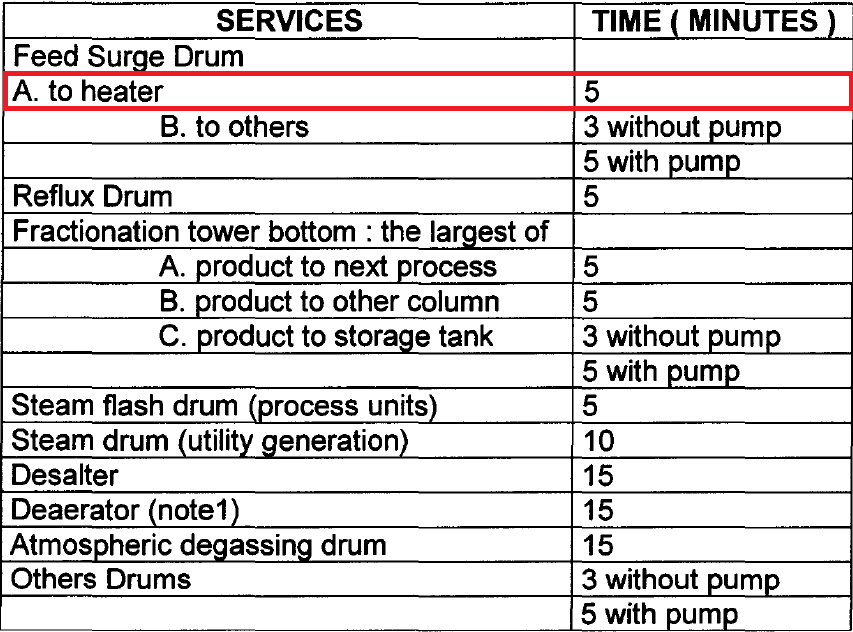 SERVICES TIME ( MINUTES )
Feed Surge Drum
A. to heater 5
B. to others 3 without pump
5 with pump
Reflux Drum 5
Fractionation tower bottom : the largest of
A. product to next process 5
B. product to other column 5
C. product to storage tank 3 without pump
5 with pump
Steam flash drum (process units) 5
Steam drum (utility generation) 10
Desalter 15
Deaerator (note1) 15
Atmospheric degassing drum 15
Others Drums 3 without pump
5 with pump